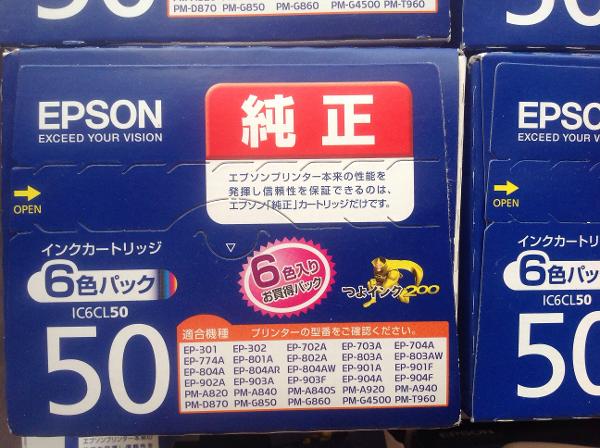 50
PM-D870 PM-G850 PM-G860 PM-G4500 PM-T960
EPSON
EXCEED YOUR VISION
純正
エプソンプリンター本来の性能を
発揮し信頼性を保証できるのは、
エプソン「純正」カートリッジだけです。
OPEN
インクカートリッジ
6色パック
IC6CL50
50
6色入り
お買得パック
つよインク200
適合機種 プリンターの型番をご確認ください。
EP-301 EP-302 EP-702A EP-703A EP-704A
EP-774A EP-801A EP-802A EP-803A EP-803AW
EP-804A EP-804AR EP-804AW EP-901A EP-901F
EP-902A EP-903A EP-903F EP-904A EP-904F
PM-A820 PM-A840 PM-A840S PM-A920 PM-A940
PM-D870 PM-G850 PM-G860 PM-G4500 PM-T960
50
EPS
EXCEED YOUR
OPEN
インクカート
6色パ
IC6CL
5